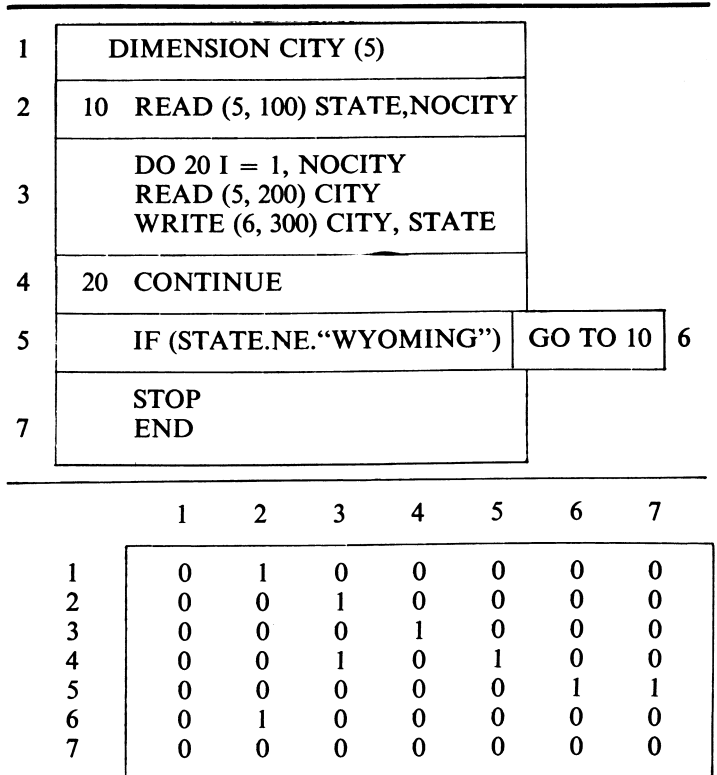 1 DIMENSION CITY (5)
2 10 READ (5, 100) STATE,NOCITY
DO 20 I = 1, NOCITY
3 READ (5, 200) CITY
WRITE (6, 300) CITY, STATE
4 20 CONTINUE
5 IF (STATE.NE.“WYOMING”) GO TO 10 6
STOP
7 END
1 2 3 4 5 6 7
1 0 1 0 0 0 0 0
2 0 0 1 0 0 0 0
3 0 0 0 1 0 0 0
4 0 0 1 0 1 0 0
5 0 0 0 0 0 1 1
6 0 1 0 0 0 0 0
7 0 0 0 0 0 0 0